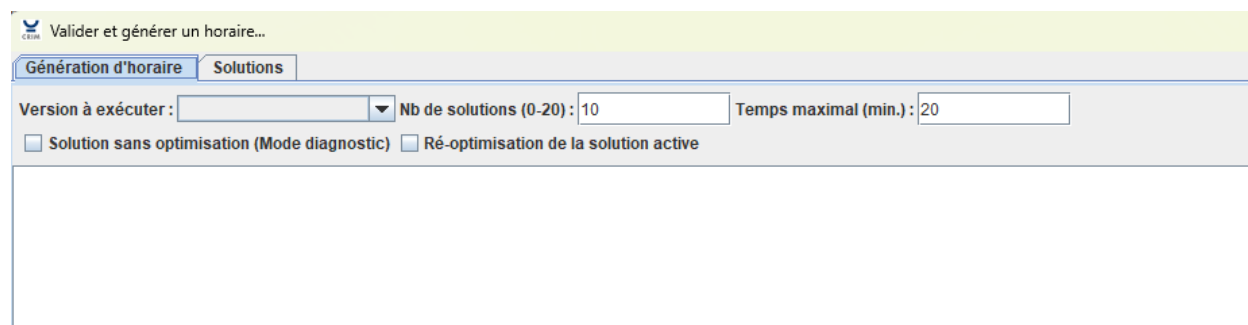 CRIM Valider et générer un horaire...
Génération d'horaire Solutions
Version à exécuter : Nb de solutions (0-20) : 10 Temps maximal (min.) : 20
Solution sans optimisation (Mode diagnostic) Ré-optimisation de la solution active